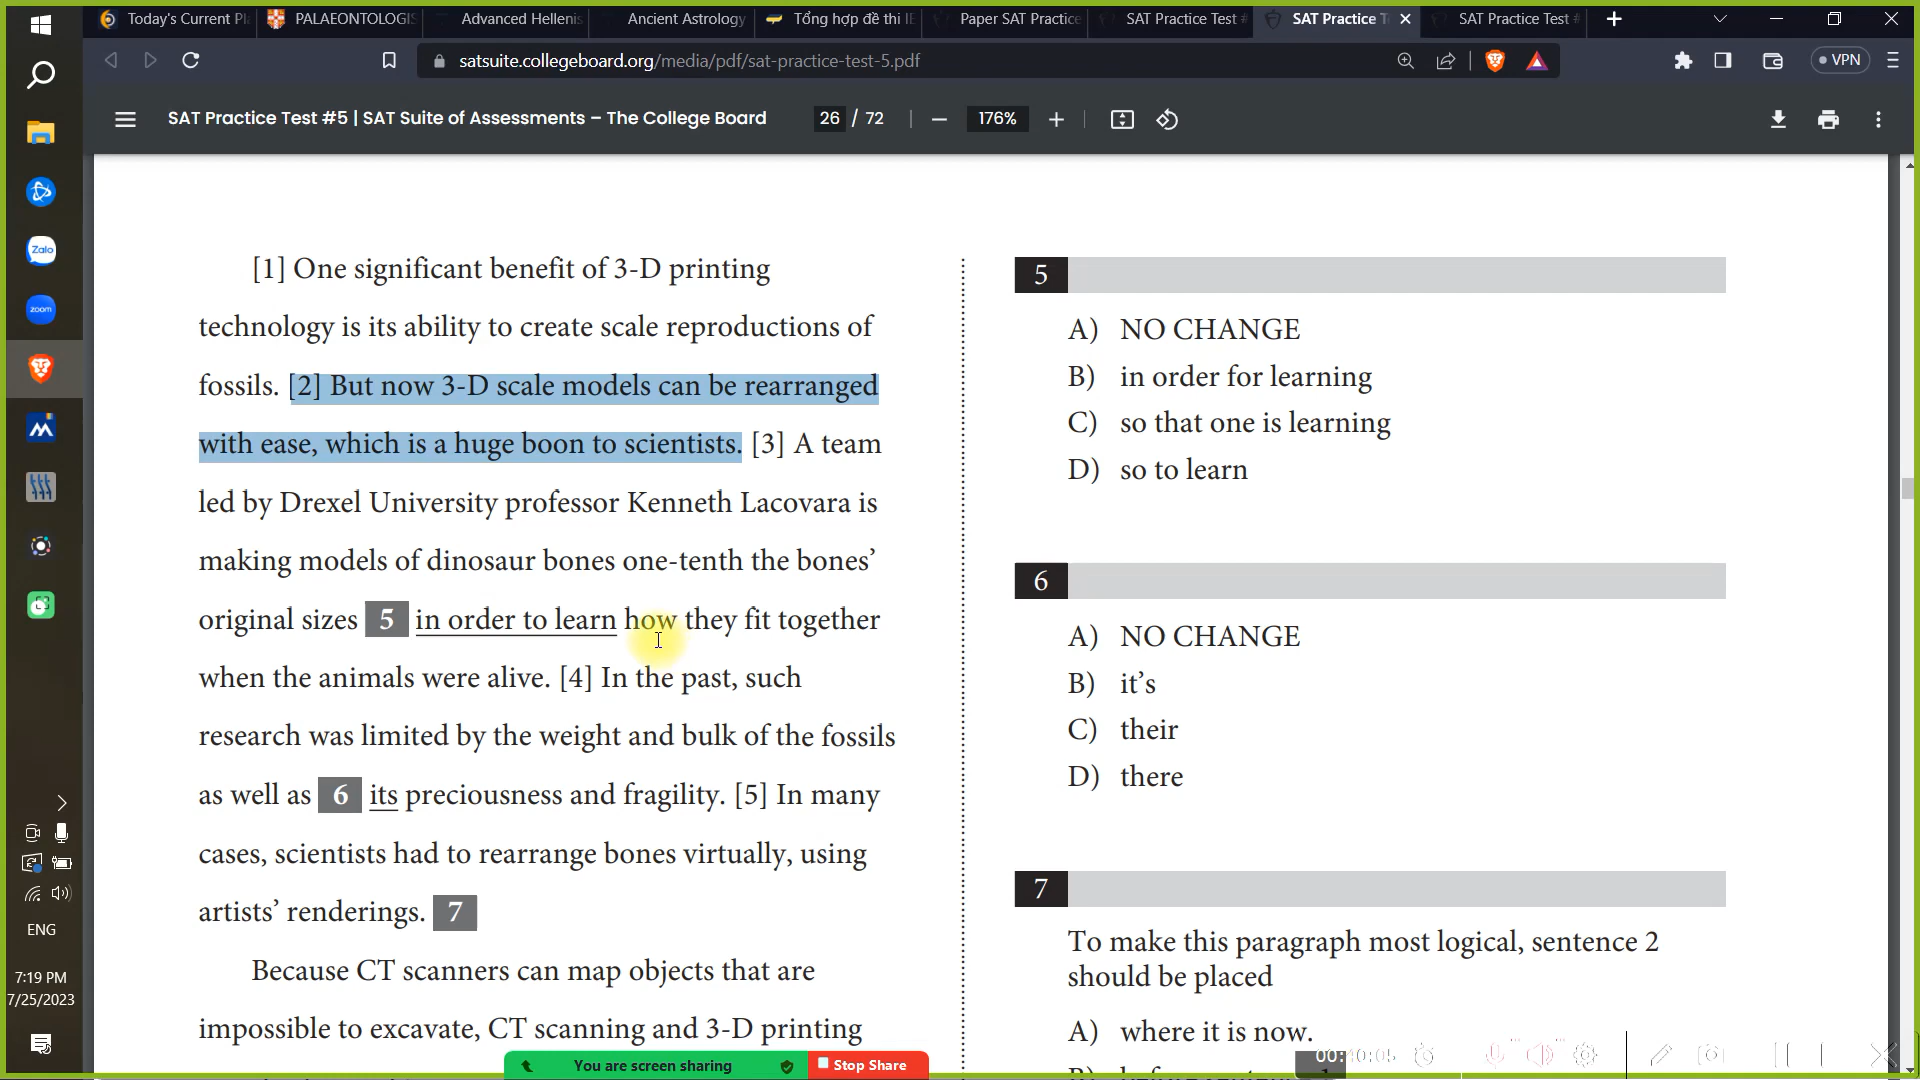 Today's Current Pl
PALAEONTOLOGIS
Advanced Hellenis
Ancient Astrology
Tổng hợp đề thi IE
Paper SAT Practice
SAT Practice Test #
SAT Practice T
SAT Practice Test #
satsuite.collegeboard.org/media/pdf/sat-practice-test-5.pdf
VPN
SAT Practice Test #5 | SAT Suite of Assessments – The College Board
26 / 72
176%
[1] One significant benefit of 3-D printing
technology is its ability to create scale reproductions of
fossils. [2] But now 3-D scale models can be rearranged
with ease, which is a huge boon to scientists. [3] A team
led by Drexel University professor Kenneth Lacovara is
making models of dinosaur bones one-tenth the bones’
original sizes 5 in order to learn how they fit together
when the animals were alive. [4] In the past, such
research was limited by the weight and bulk of the fossils
as well as 6 its preciousness and fragility. [5] In many
cases, scientists had to rearrange bones virtually, using
artists’ renderings. 7
Because CT scanners can map objects that are
impossible to excavate, CT scanning and 3-D printing
5
A) NO CHANGE
B) in order for learning
C) so that one is learning
D) so to learn
6
A) NO CHANGE
B) it’s
C) their
D) there
7
To make this paragraph most logical, sentence 2
should be placed
A) where it is now.
Zalo
zoom
ENG
7:19 PM
7/25/2023
You are screen sharing
Stop Share
00:40:05